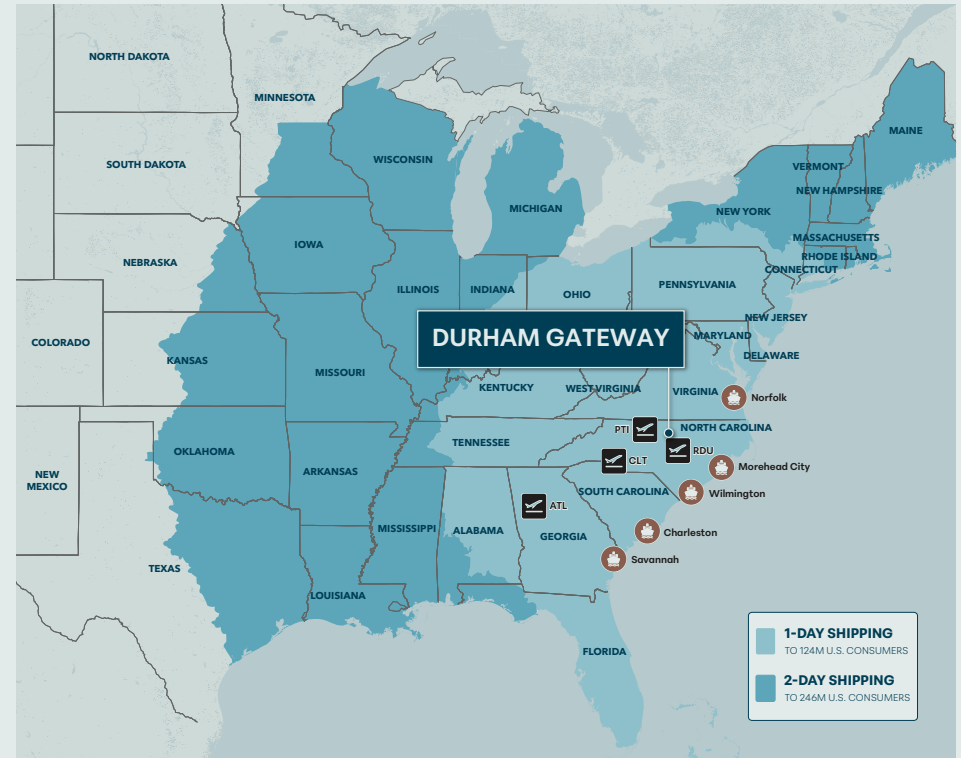 NORTH DAKOTA
MINNESOTA
MAINE
SOUTH DAKOTA
WISCONSIN
VERMONT
NEW HAMPSHIRE
MICHIGAN
NEW YORK
IOWA
MASSACHUSETTS
NEBRASKA
RHODE ISLAND
CONNECTICUT
ILLINOIS
INDIANA
OHIO
PENNSYLVANIA
NEW JERSEY
DURHAM GATEWAY
MARYLAND
COLORADO
DELAWARE
KANSAS
MISSOURI
KENTUCKY
WEST VIRGINIA
VIRGINIA
Norfolk
PTI
NORTH CAROLINA
TENNESSEE
OKLAHOMA
RDU
CLT
ARKANSAS
Morehead City
NEW
MEXICO
SOUTH CAROLINA
Wilmington
ATL
MISSISSIPPI
ALABAMA
GEORGIA
Charleston
Savannah
TEXAS
LOUISIANA
FLORIDA
1-DAY SHIPPING
TO 124M U.S. CONSUMERS
2-DAY SHIPPING
TO 246M U.S. CONSUMERS